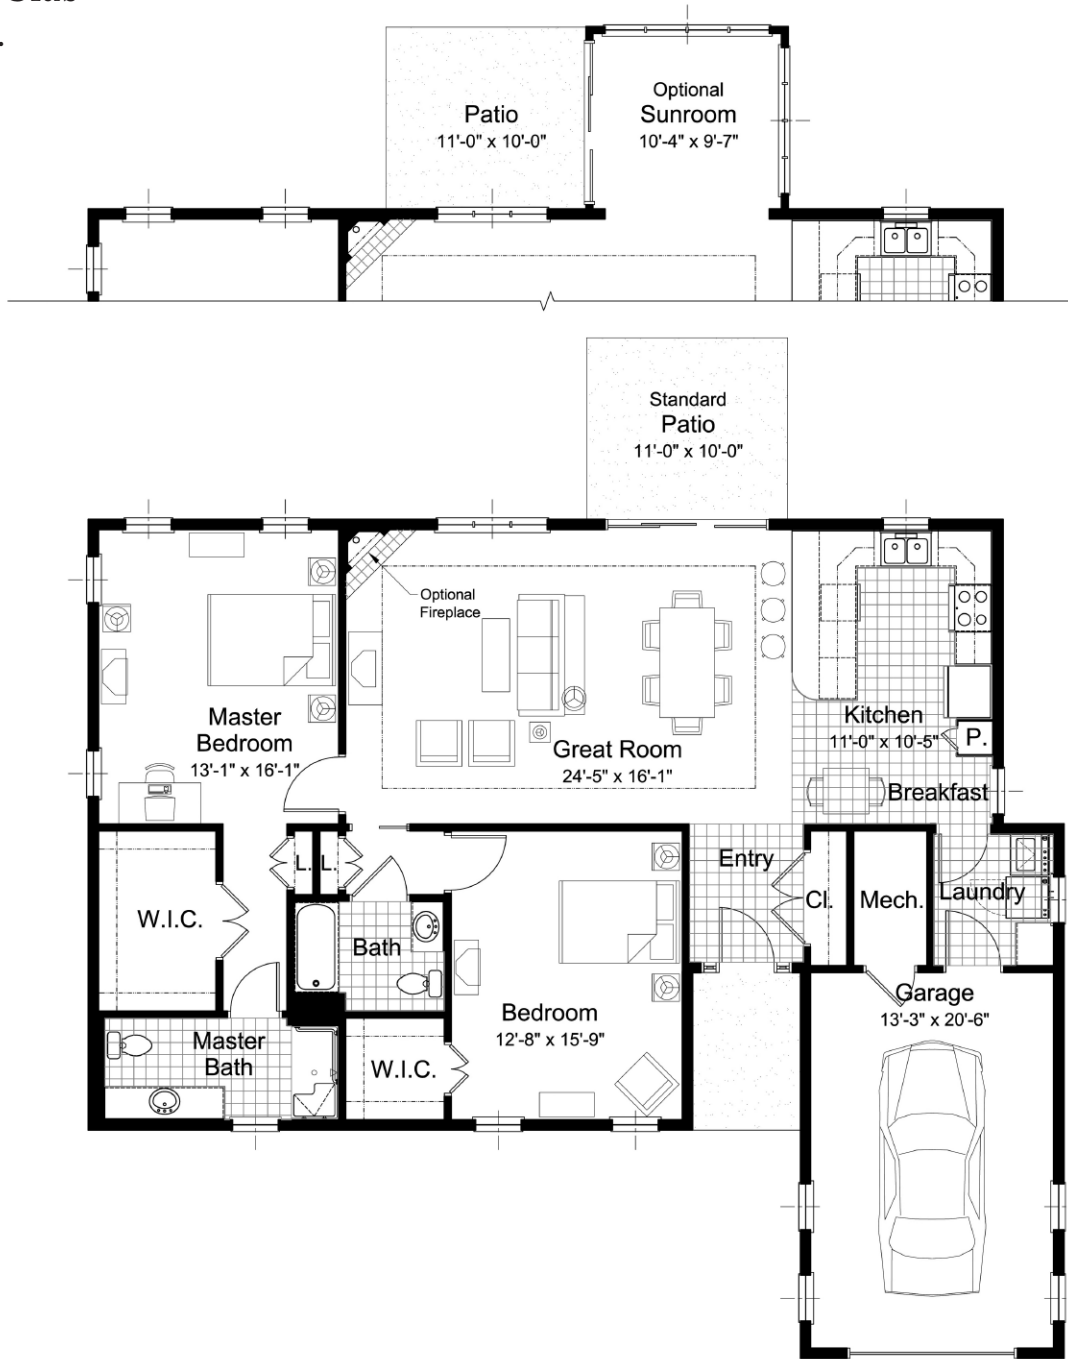 Patio
11'-0" x 10'-0"
Optional
Sunroom
10'-4" x 9'-7"
Standard
Patio
11'-0" x 10'-0"
Optional
Fireplace
Master
Bedroom
13'-1" x 16'-1"
Great Room
24'-5" x 16'-1"
Kitchen
11'-0" x 10'-5"
P.
Breakfast
L.
L.
Entry
Cl.
Mech.
Laundry
W.I.C.
Bath
Bedroom
12'-8" x 15'-9"
Garage
13'-3" x 20'-6"
Master
Bath
W.I.C.